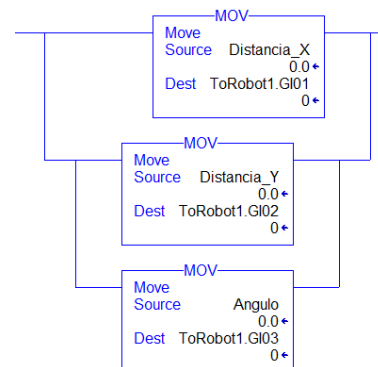 MOV
Move
Source Distancia_X
0.0
Dest ToRobot1.GI01
0
MOV
Move
Source Distancia_Y
0.0
Dest ToRobot1.GI02
0
MOV
Move
Source Angulo
0.0
Dest ToRobot1.GI03
0